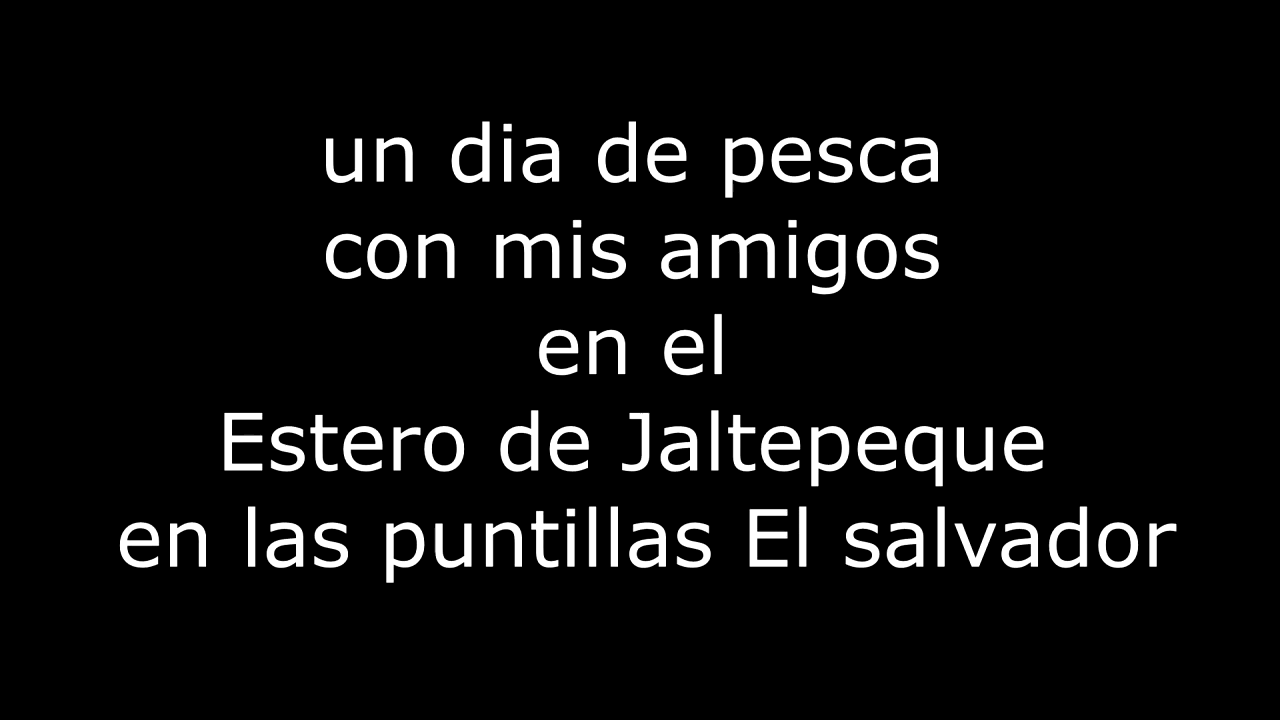 un dia de pesca
con mis amigos
en el
Estero de Jaltepeque
en las puntillas El salvador